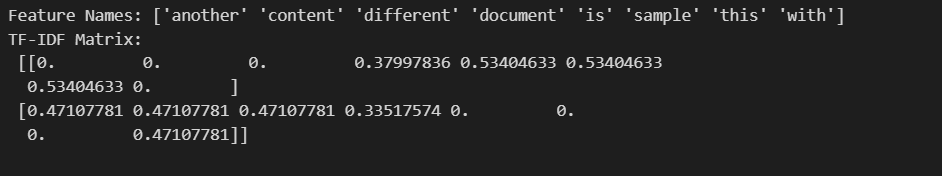 Feature Names: ['another' 'content' 'different' 'document' 'is' 'sample' 'this' 'with']
TF-IDF Matrix:
 [[0.         0.         0.         0.37997836 0.53404633 0.53404633
  0.53404633 0.        ]
 [0.47107781 0.47107781 0.47107781 0.33517574 0.         0.
  0.         0.47107781]]